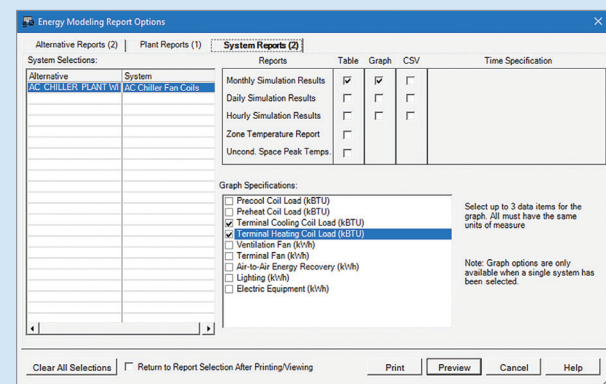 Energy Modeling Report Options
Alternative Reports (2) Plant Reports (1) System Reports (2)
System Selections:
Alternative System
AC CHILLER PLANT WI AC Chiller Fan Coils
Reports Table Graph CSV Time Specification
Monthly Simulation Results
Daily Simulation Results
Hourly Simulation Results
Zone Temperature Report
Uncond. Space Peak Temps.
Graph Specifications:
Precool Coil Load (kBTU)
Preheat Coil Load (kBTU)
Terminal Cooling Coil Load (kBTU)
Terminal Heating Coil Load (kBTU)
Ventilation Fan (kWh)
Terminal Fan (kWh)
Air-to-Air Energy Recovery (kWh)
Lighting (kWh)
Electric Equipment (kWh)
Select up to 3 data items for the
graph. All must have the same
units of measure
Note: Graph options are only
available when a single system has
been selected.
Clear All Selections Return to Report Selection After Printing/Viewing Print Preview Cancel Help